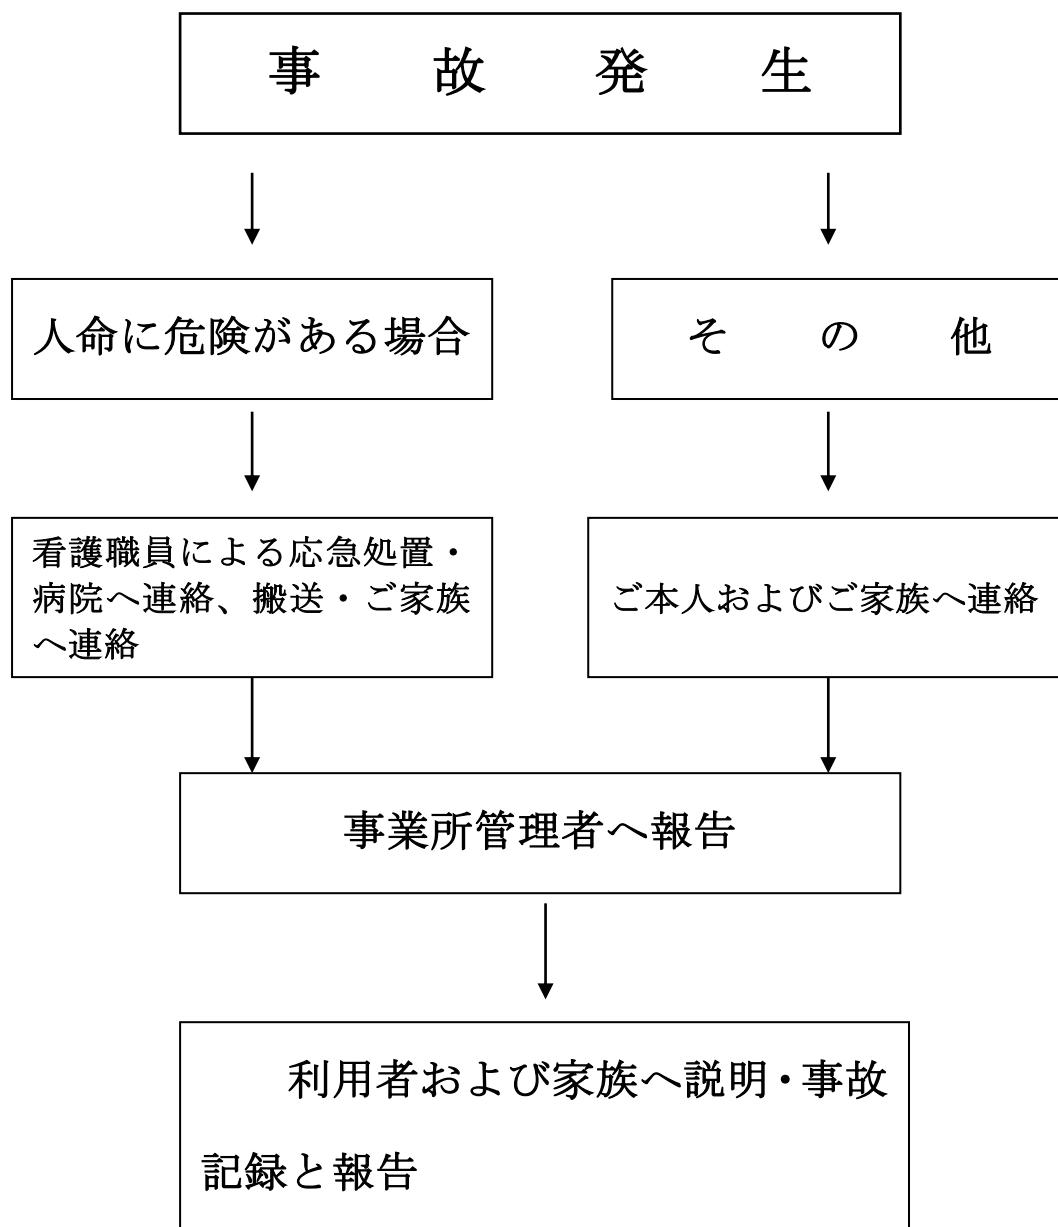 事故発生
人命に危険がある場合
その他
看護職員による応急処置・
病院へ連絡、搬送・ご家族
へ連絡
ご本人およびご家族へ連絡
事業所管理者へ報告
利用者および家族へ説明・事故
記録と報告